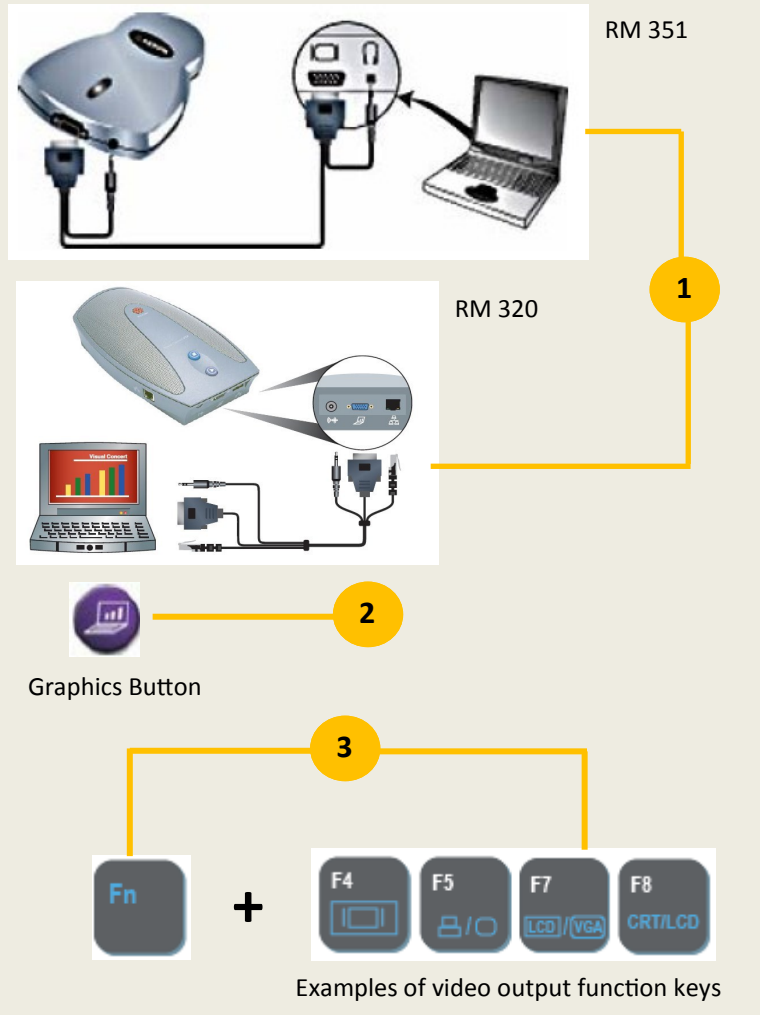 RM 351
1
RM 320
Visual Concert
2
Graphics Button
3
Fn
+
F4
F5
F7
LCD / VGA
F8
CRT/LCD
Examples of video output function keys